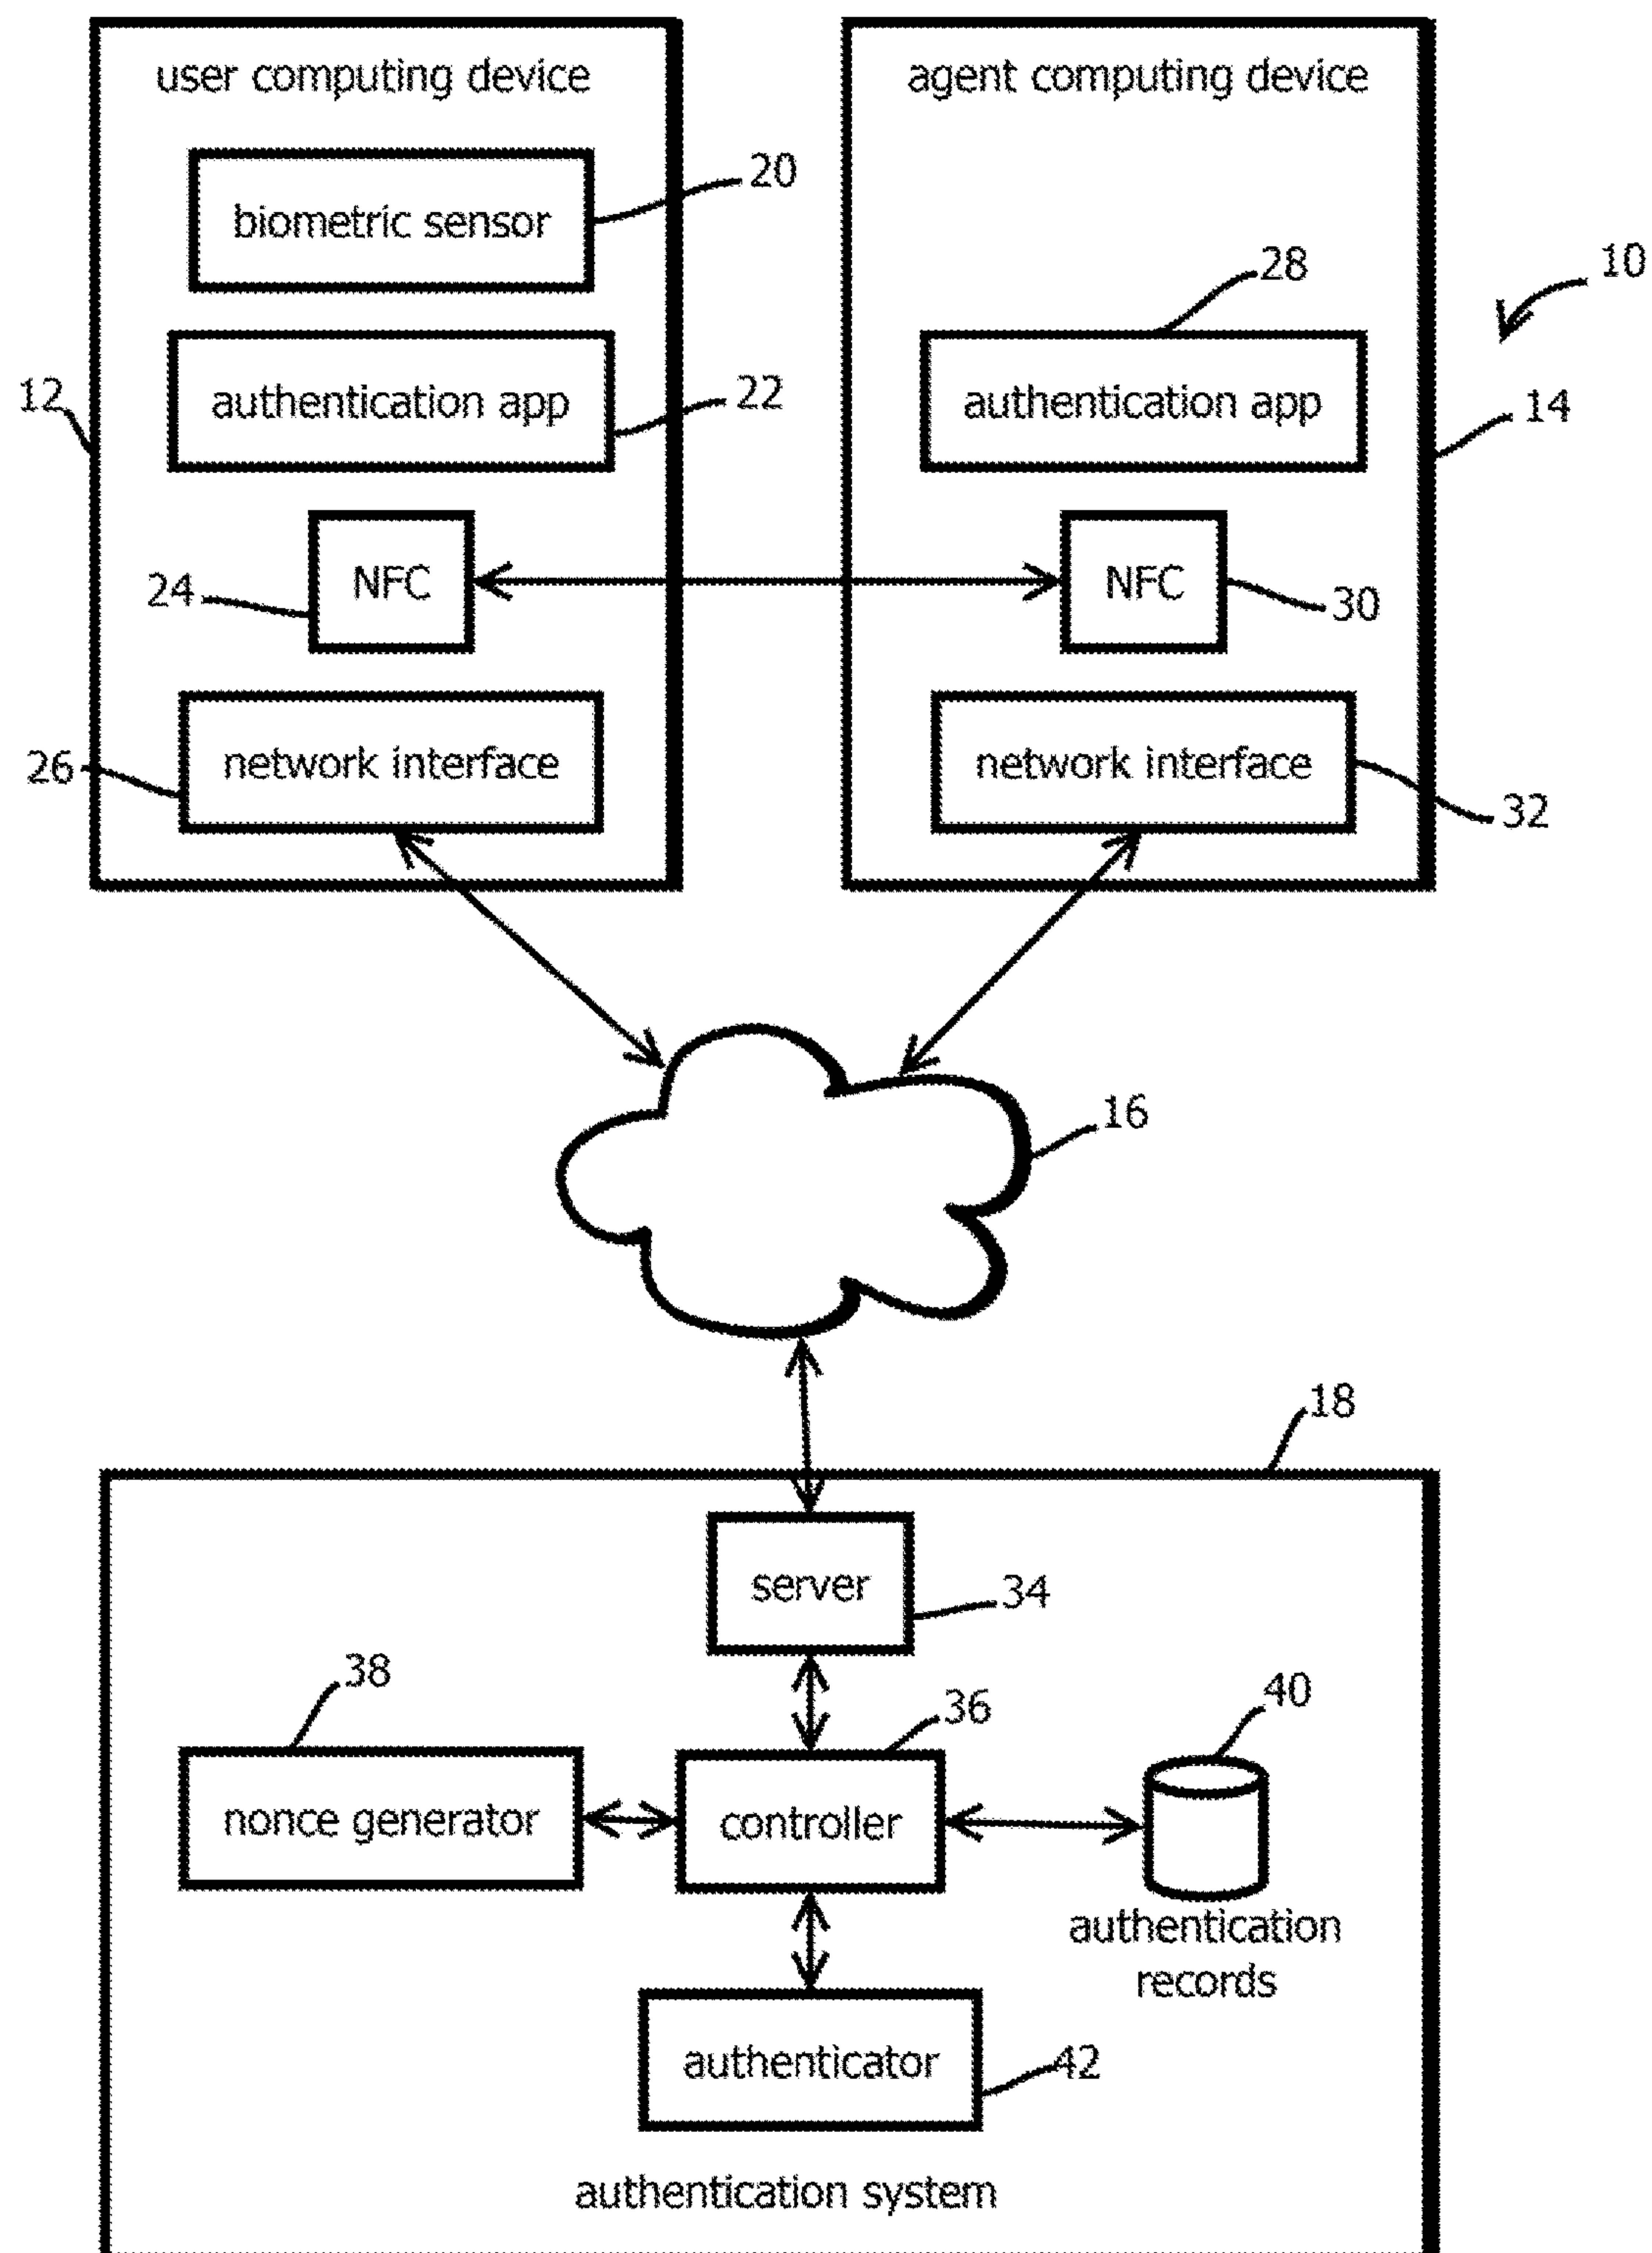 user computing device
agent computing device
20
biometric sensor
28
10
12
authentication app
22
authentication app
14
NFC
24
NFC
30
network interface
26
network interface
32
16
18
server
34
38
36
40
nonce generator
controller
authentication
records
authenticator
42
authentication system